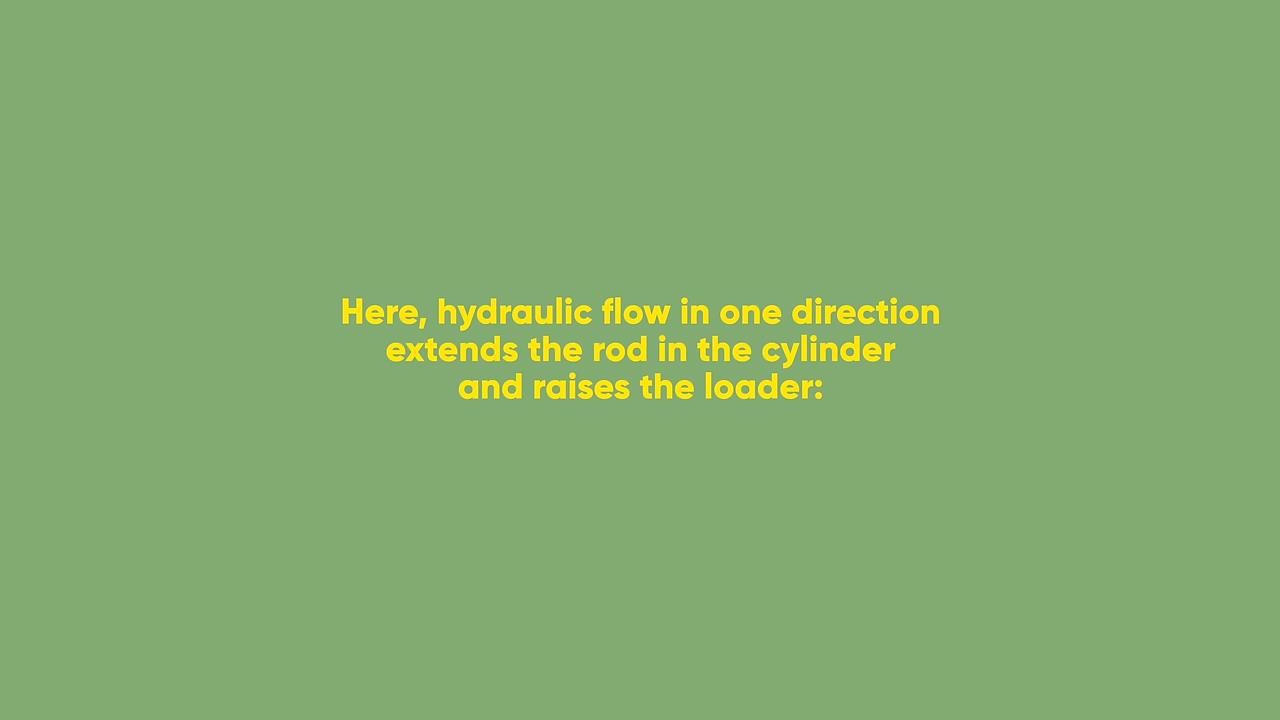 Here, hydraulic flow in one direction
extends the rod in the cylinder
and raises the loader: